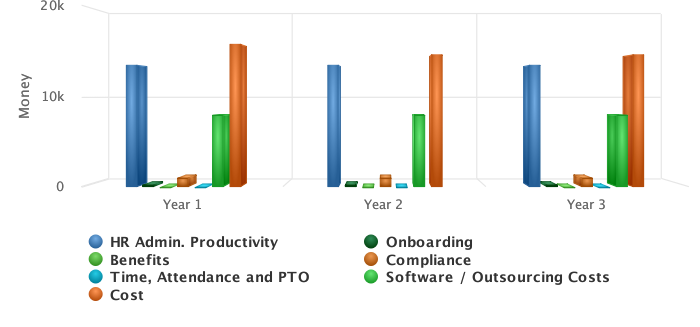 20k
Money
10k
0
Year 1 Year 2 Year 3
HR Admin. Productivity Onboarding
Benefits Compliance
Time, Attendance and PTO Software / Outsourcing Costs
Cost